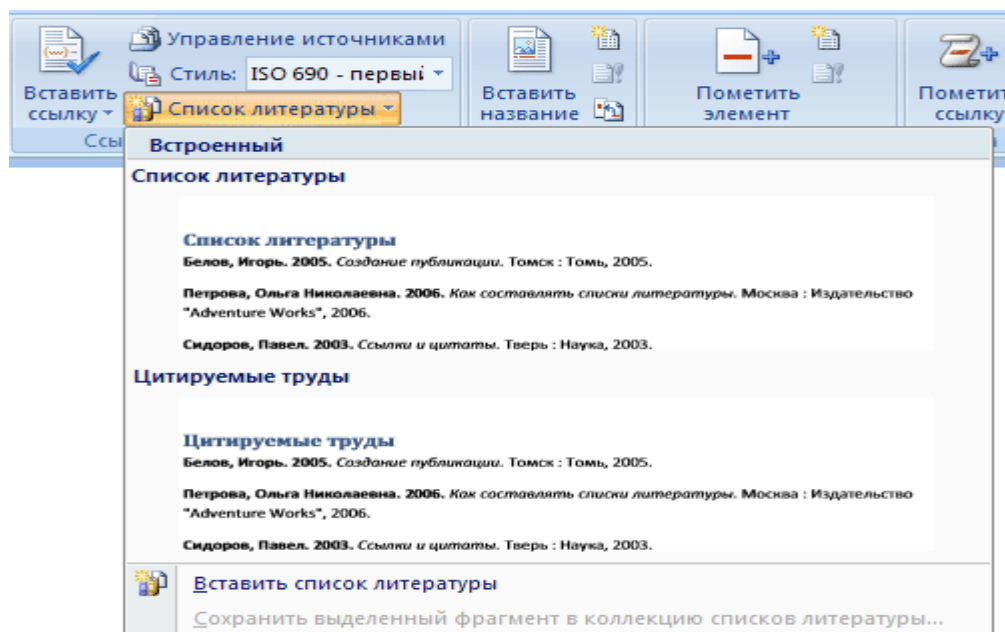 Управление источниками
Стиль: ISO 690 - первыі
Вставить ссылку
Список литературы
Вставить название
Пометить элемент
Пометит ссылку
Ссы
Встроенный
Список литературы
Список литературы
Белов, Игорь. 2005. Создание публикации. Томск : Томь, 2005.
Петрова, Ольга Николаевна. 2006. Как составлять списки литературы. Москва : Издательство
"Adventure Works", 2006.
Сидоров, Павел. 2003. Ссылки и цитаты. Тверь : Наука, 2003.
Цитируемые труды
Цитируемые труды
Белов, Игорь. 2005. Создание публикации. Томск : Томь, 2005.
Петрова, Ольга Николаевна. 2006. Как составлять списки литературы. Москва : Издательство
"Adventure Works", 2006.
Сидоров, Павел. 2003. Ссылки и цитаты. Тверь : Наука, 2003.
Вставить список литературы
Сохранить выделенный фрагмент в коллекцию списков литературы...